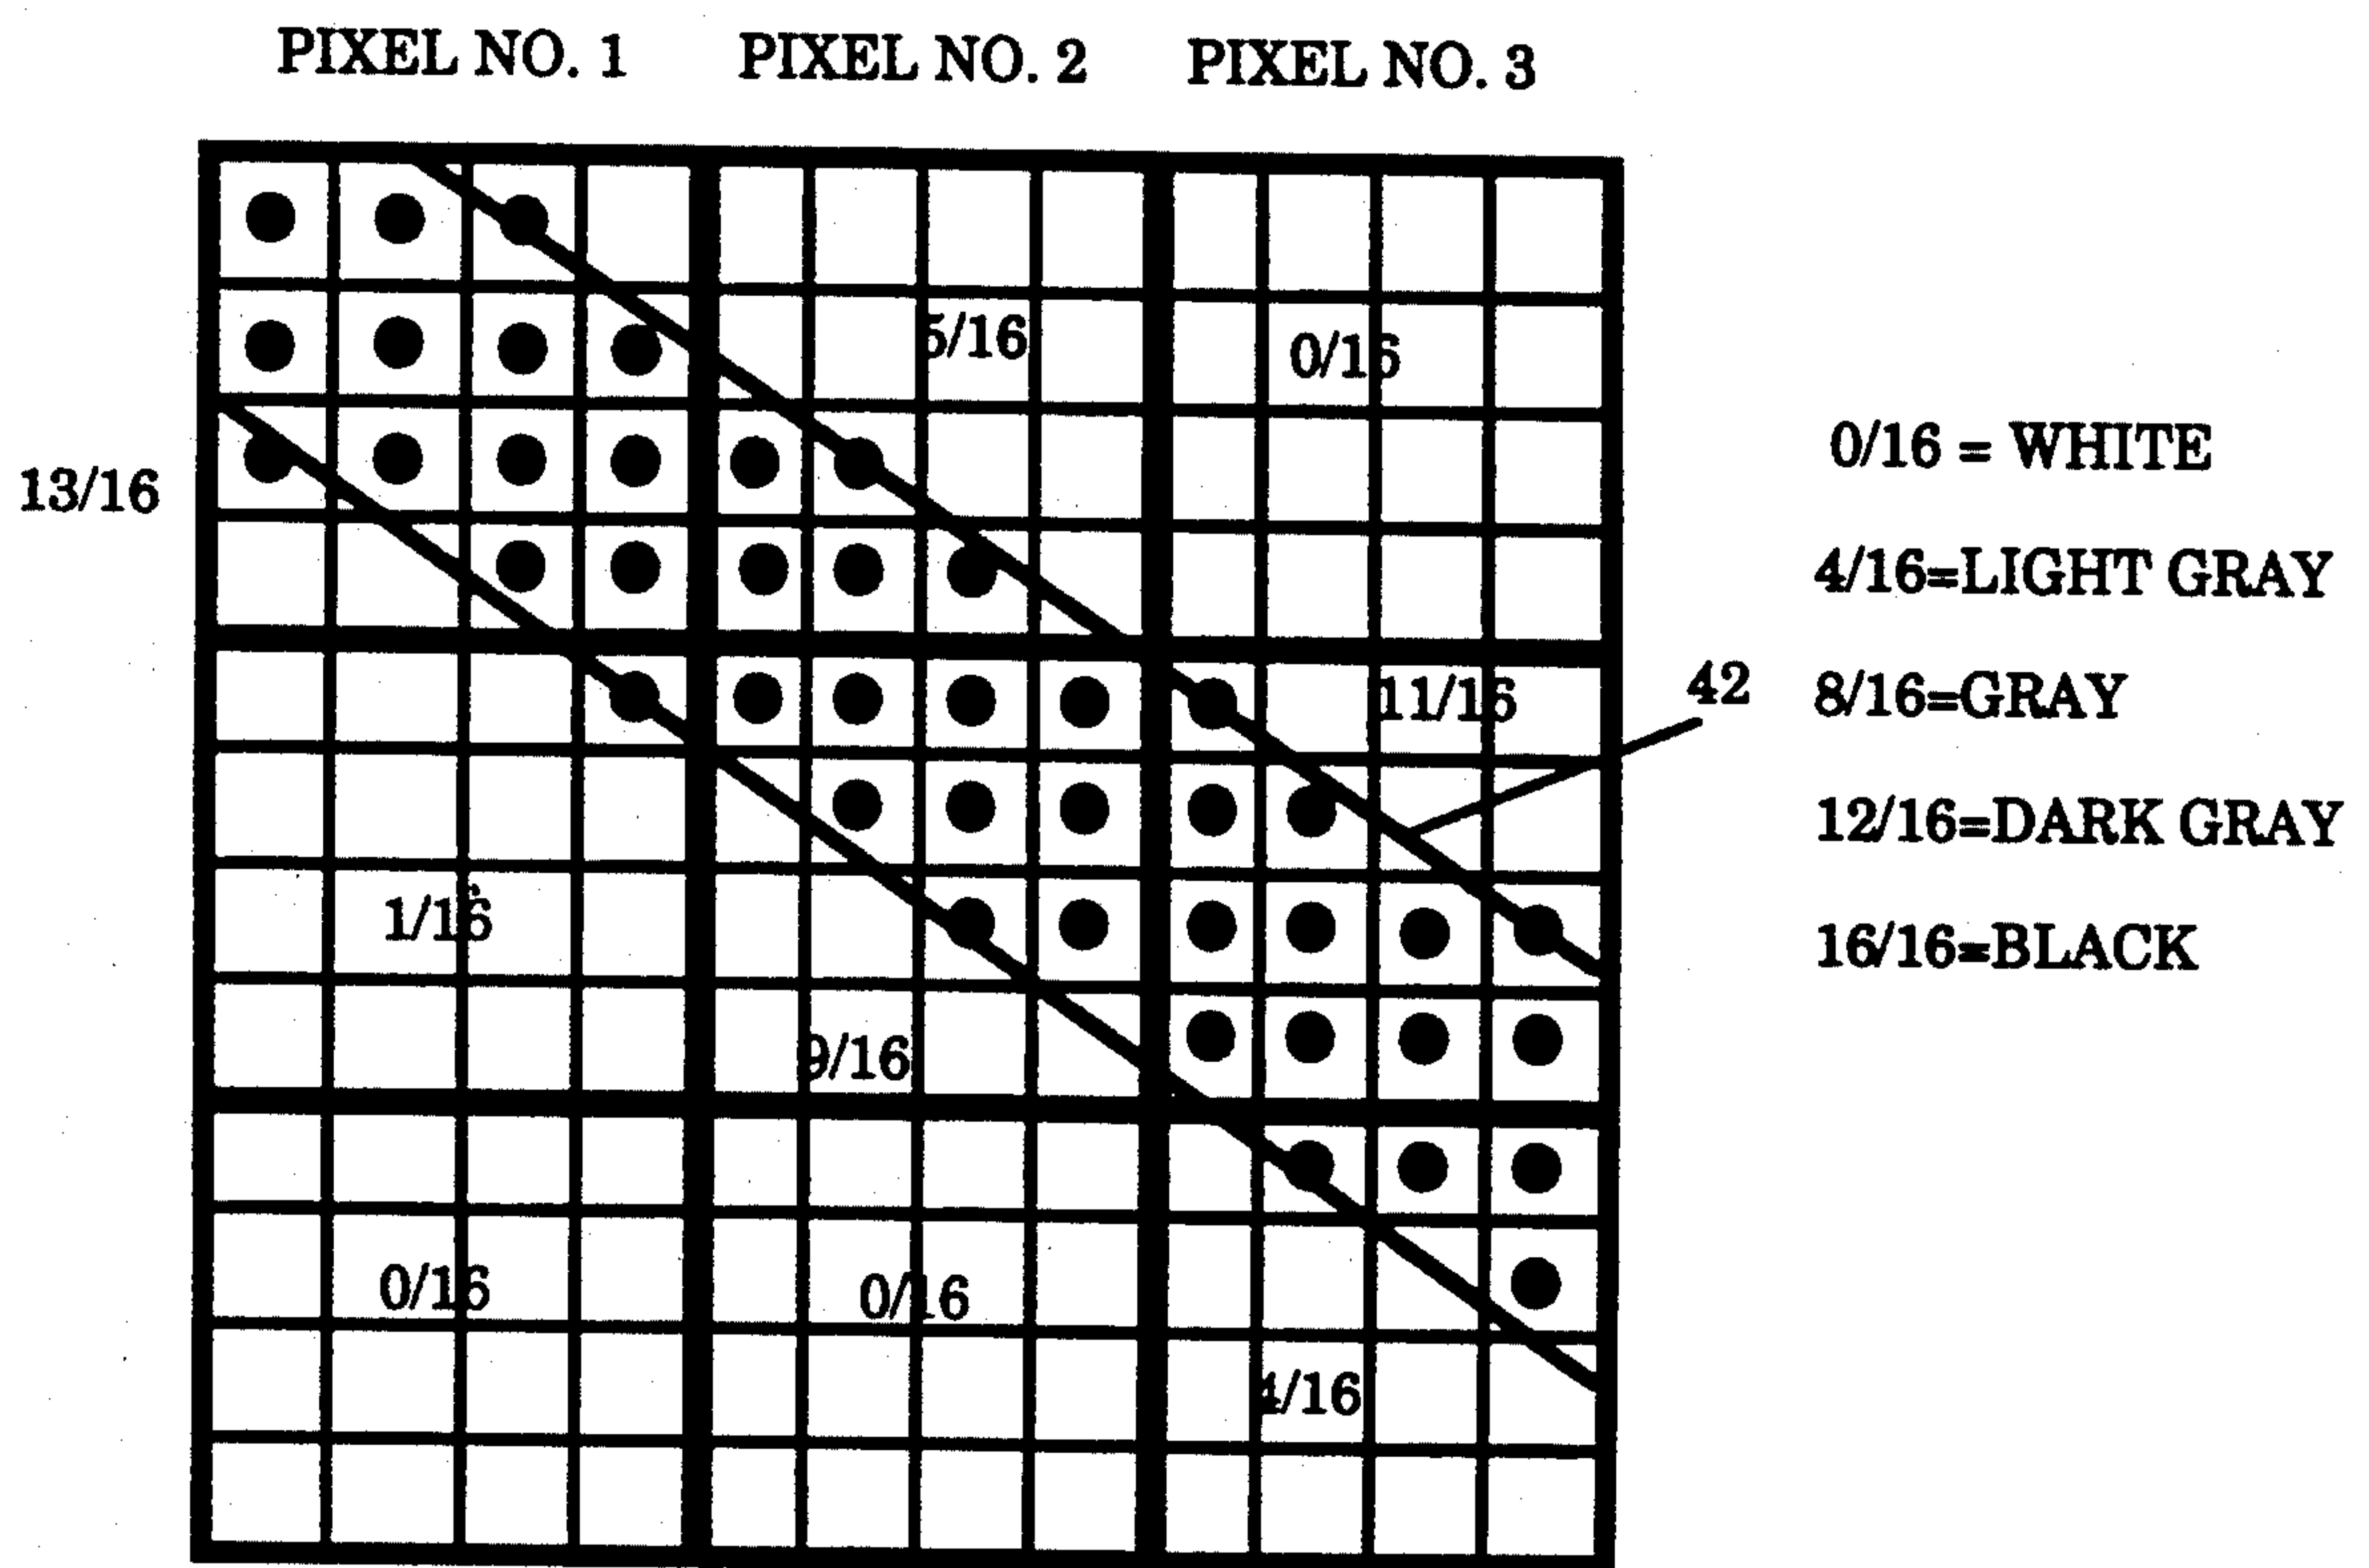 PIXEL NO. 1 PIXEL NO. 2 PIXEL NO. 3
5/16
0/16
13/16
0/16 = WHITE
4/16=LIGHT GRAY
11/16
42
8/16=GRAY
12/16=DARK GRAY
1/16
16/16=BLACK
9/16
0/16
0/16
4/16